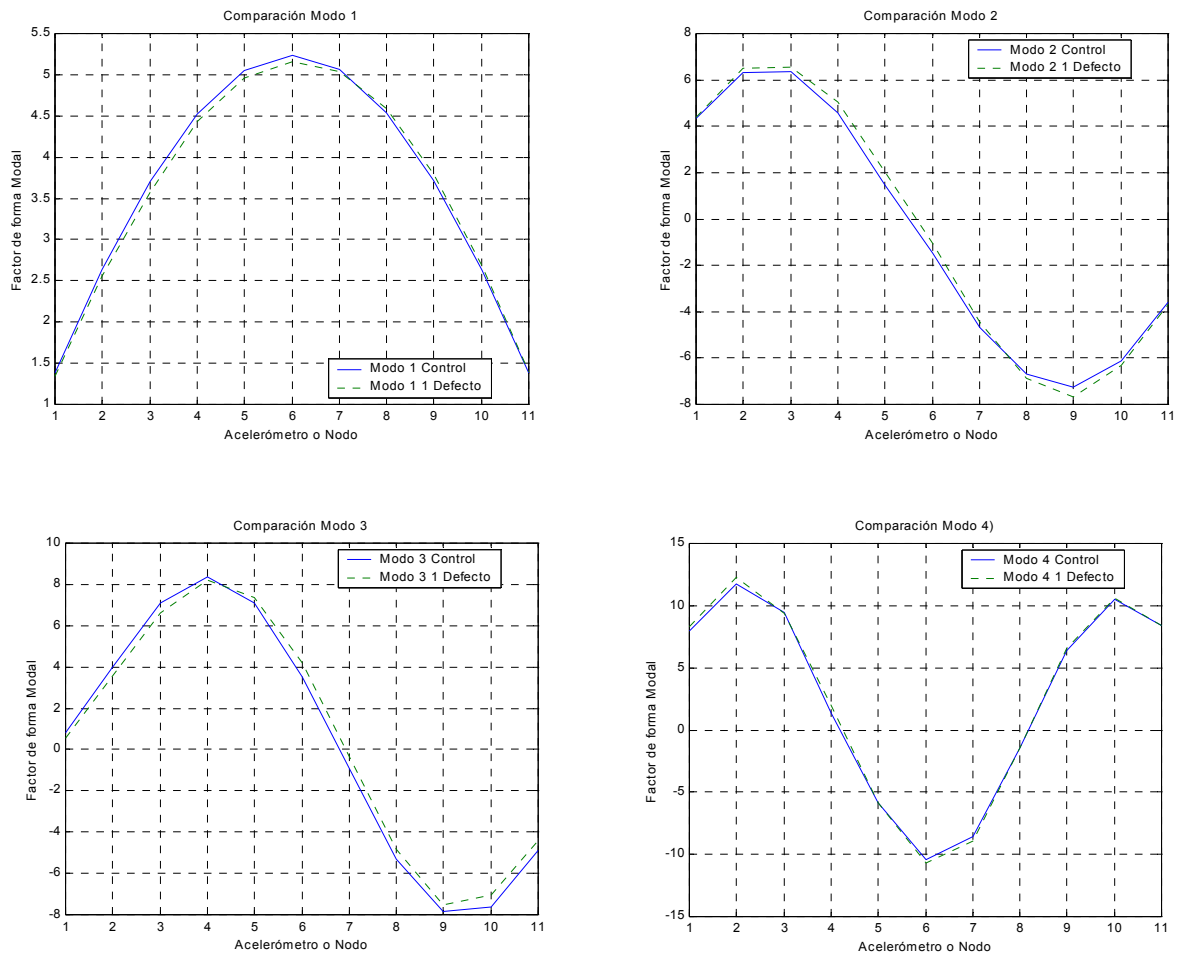 Comparación Modo 1
5.5
5
4.5
4
3.5
3
2.5
2
1.5
1
Factor de forma Modal
Modo 1 Control
Modo 1 1 Defecto
1 2 3 4 5 6 7 8 9 10 11
Acelerómetro o Nodo
Comparación Modo 2
8
6
4
2
0
-2
-4
-6
-8
Factor de forma Modal
Modo 2 Control
Modo 2 1 Defecto
1 2 3 4 5 6 7 8 9 10 11
Acelerómetro o Nodo
Comparación Modo 3
10
8
6
4
2
0
-2
-4
-6
-8
Factor de forma Modal
Modo 3 Control
Modo 3 1 Defecto
1 2 3 4 5 6 7 8 9 10 11
Acelerómetro o Nodo
Comparación Modo 4)
15
10
5
0
-5
-10
-15
Factor de forma Modal
Modo 4 Control
Modo 4 1 Defecto
1 2 3 4 5 6 7 8 9 10 11
Acelerómetro o Nodo